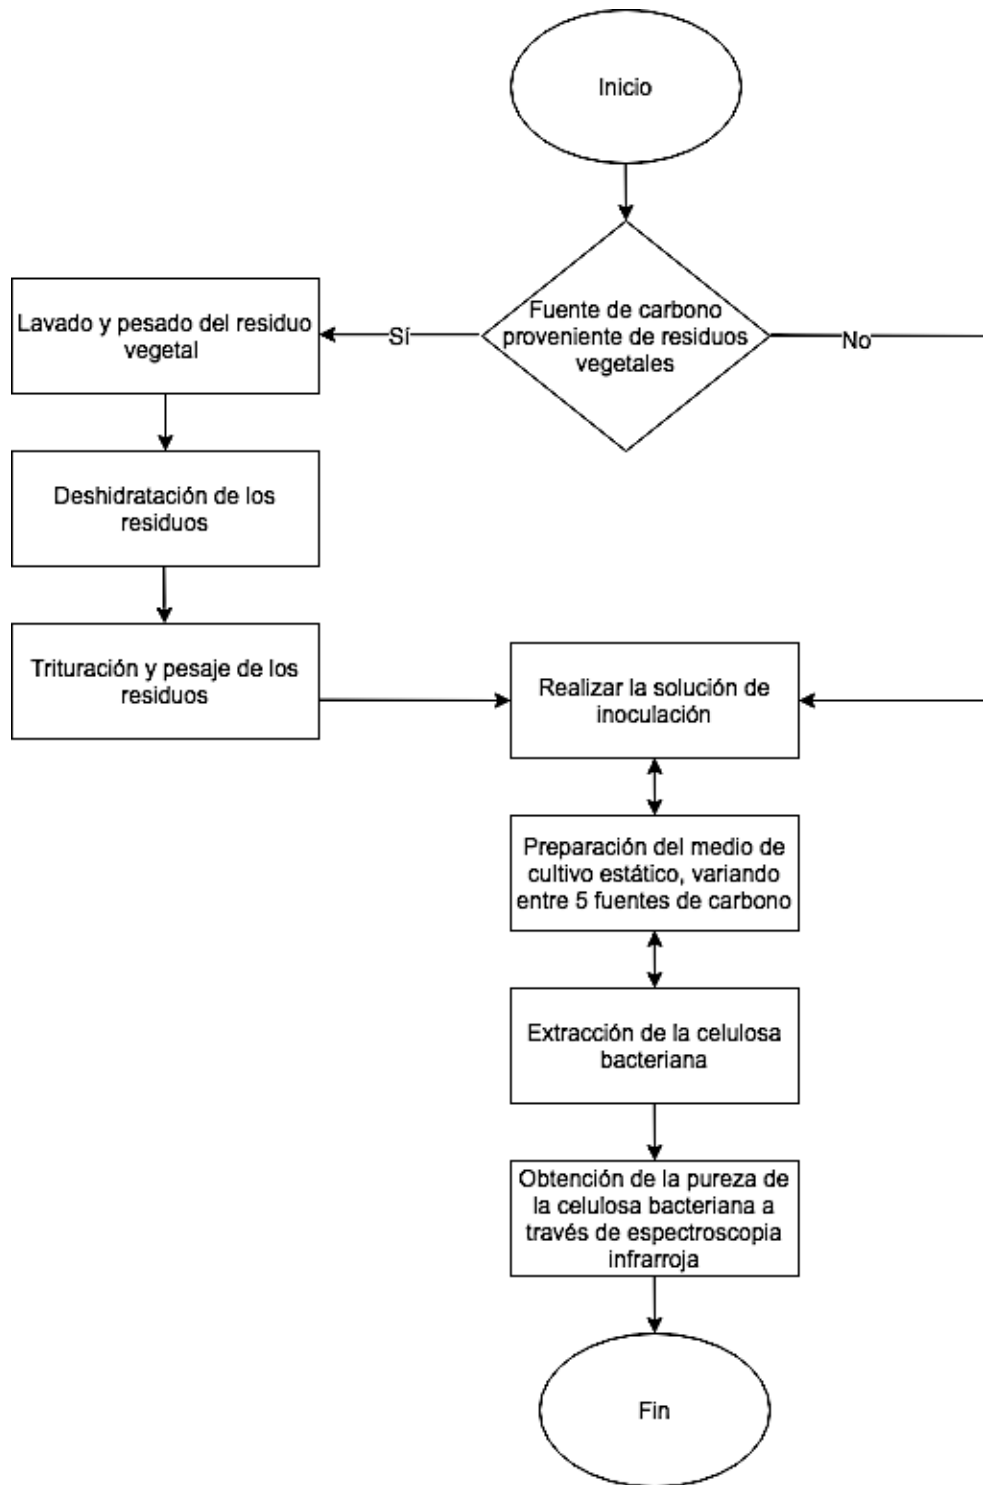 Inicio
Fuente de carbono
proveniente de residuos
vegetales
Sí
No
Lavado y pesado del residuo
vegetal
Deshidratación de los
residuos
Trituración y pesaje de los
residuos
Realizar la solución de
inoculación
Preparación del medio de
cultivo estático, variando
entre 5 fuentes de carbono
Extracción de la celulosa
bacteriana
Obtención de la pureza de
la celulosa bacteriana a
través de espectroscopia
infrarroja
Fin